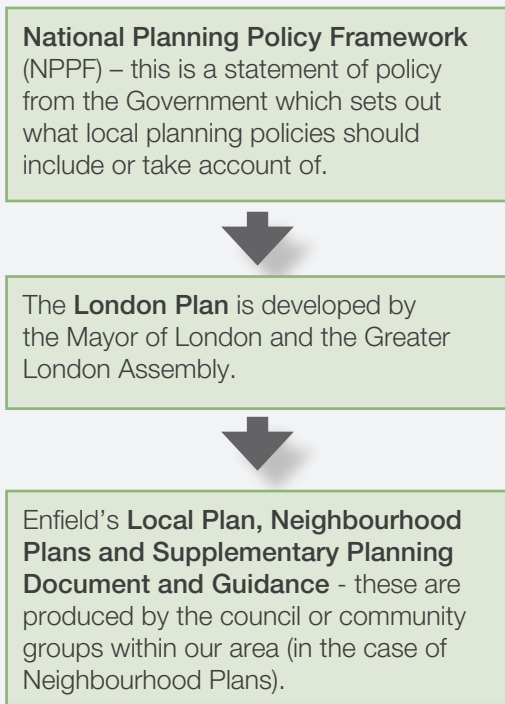 National Planning Policy Framework
(NPPF) – this is a statement of policy
from the Government which sets out
what local planning policies should
include or take account of.
The London Plan is developed by
the Mayor of London and the Greater
London Assembly.
Enfield’s Local Plan, Neighbourhood
Plans and Supplementary Planning
Document and Guidance - these are
produced by the council or community
groups within our area (in the case of
Neighbourhood Plans).